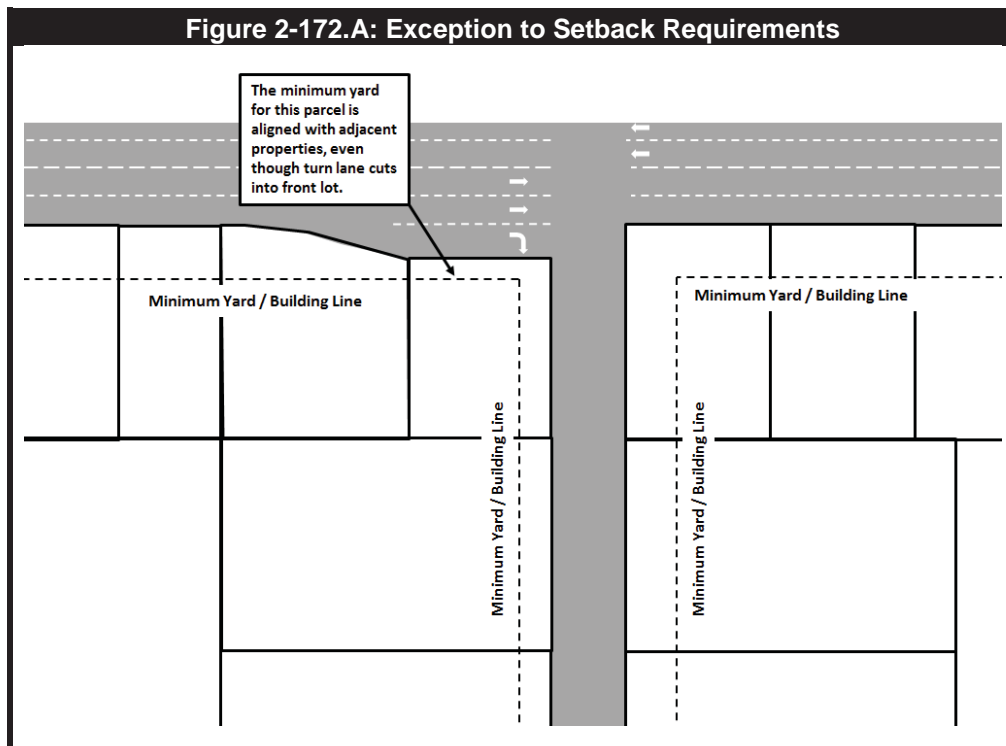 Figure 2-172.A: Exception to Setback Requirements
The minimum yard
for this parcel is
aligned with adjacent
properties, even
though turn lane cuts
into front lot.
Minimum Yard / Building Line
Minimum Yard / Building Line
Minimum Yard / Building Line
Minimum Yard / Building Line